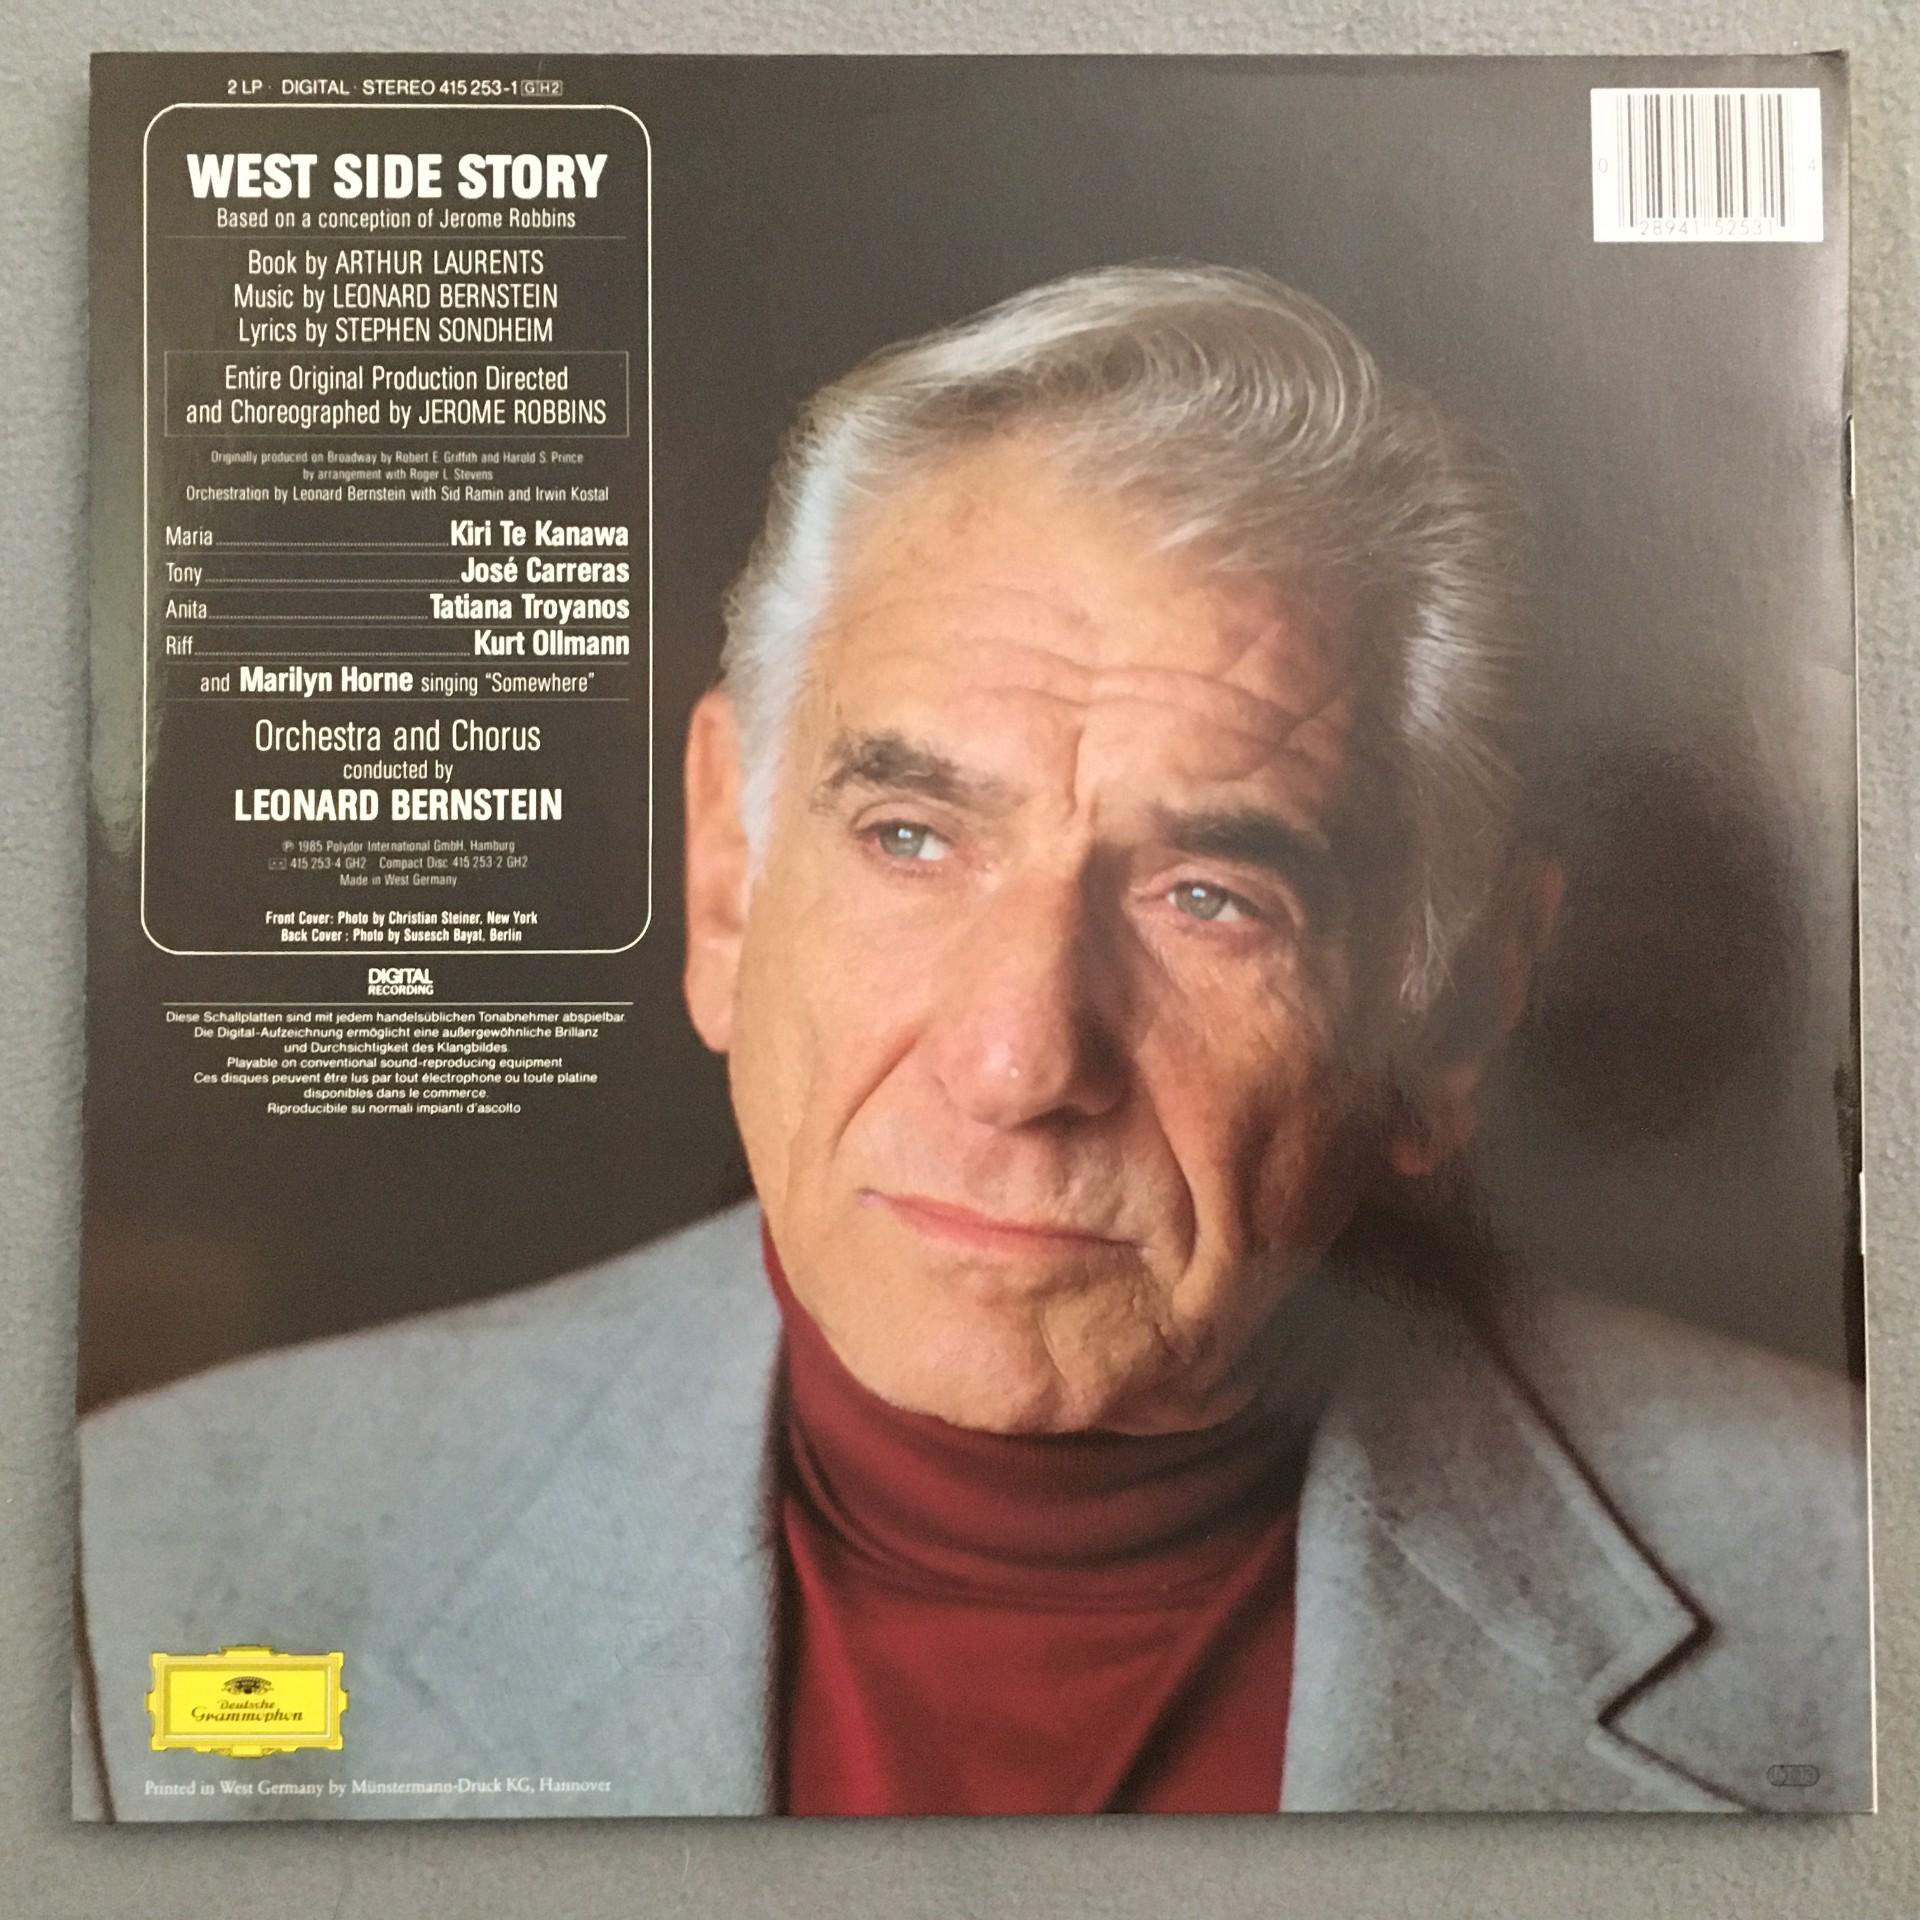 2 LP · DIGITAL · STEREO 415 253-1 GH2
WEST SIDE STORY
Based on a conception of Jerome Robbins
Book by ARTHUR LAURENTS
Music by LEONARD BERNSTEIN
Lyrics by STEPHEN SONDHEIM
Entire Original Production Directed
and Choreographed by JEROME ROBBINS
Originally produced on Broadway by Robert E. Griffith and Harold S. Prince
by arrangement with Roger L. Stevens
Orchestration by Leonard Bernstein with Sid Ramin and Irwin Kostal
Maria Kiri Te Kanawa
Tony José Carreras
Anita Tatiana Troyanos
Riff Kurt Ollmann
and Marilyn Horne singing "Somewhere"
Orchestra and Chorus
conducted by
LEONARD BERNSTEIN
℗ 1985 Polydor International GmbH, Hamburg
415 253-4 GH2 Compact Disc 415 253-2 GH2
Made in West Germany
Front Cover: Photo by Christian Steiner, New York
Back Cover : Photo by Susesch Bayat, Berlin
DIGITAL
RECORDING
Diese Schallplatten sind mit jedem handelsüblichen Tonabnehmer abspielbar.
Die Digital-Aufzeichnung ermöglicht eine außergewöhnliche Brillanz
und Durchsichtigkeit des Klangbildes.
Playable on conventional sound-reproducing equipment
Ces disques peuvent être lus par tout électrophone ou toute platine
disponibles dans le commerce.
Riproducibile su normali impianti d'ascolto
0 28941 52531 4
Deutsche
Grammophon
Printed in West Germany by Münstermann-Druck KG, Hannover